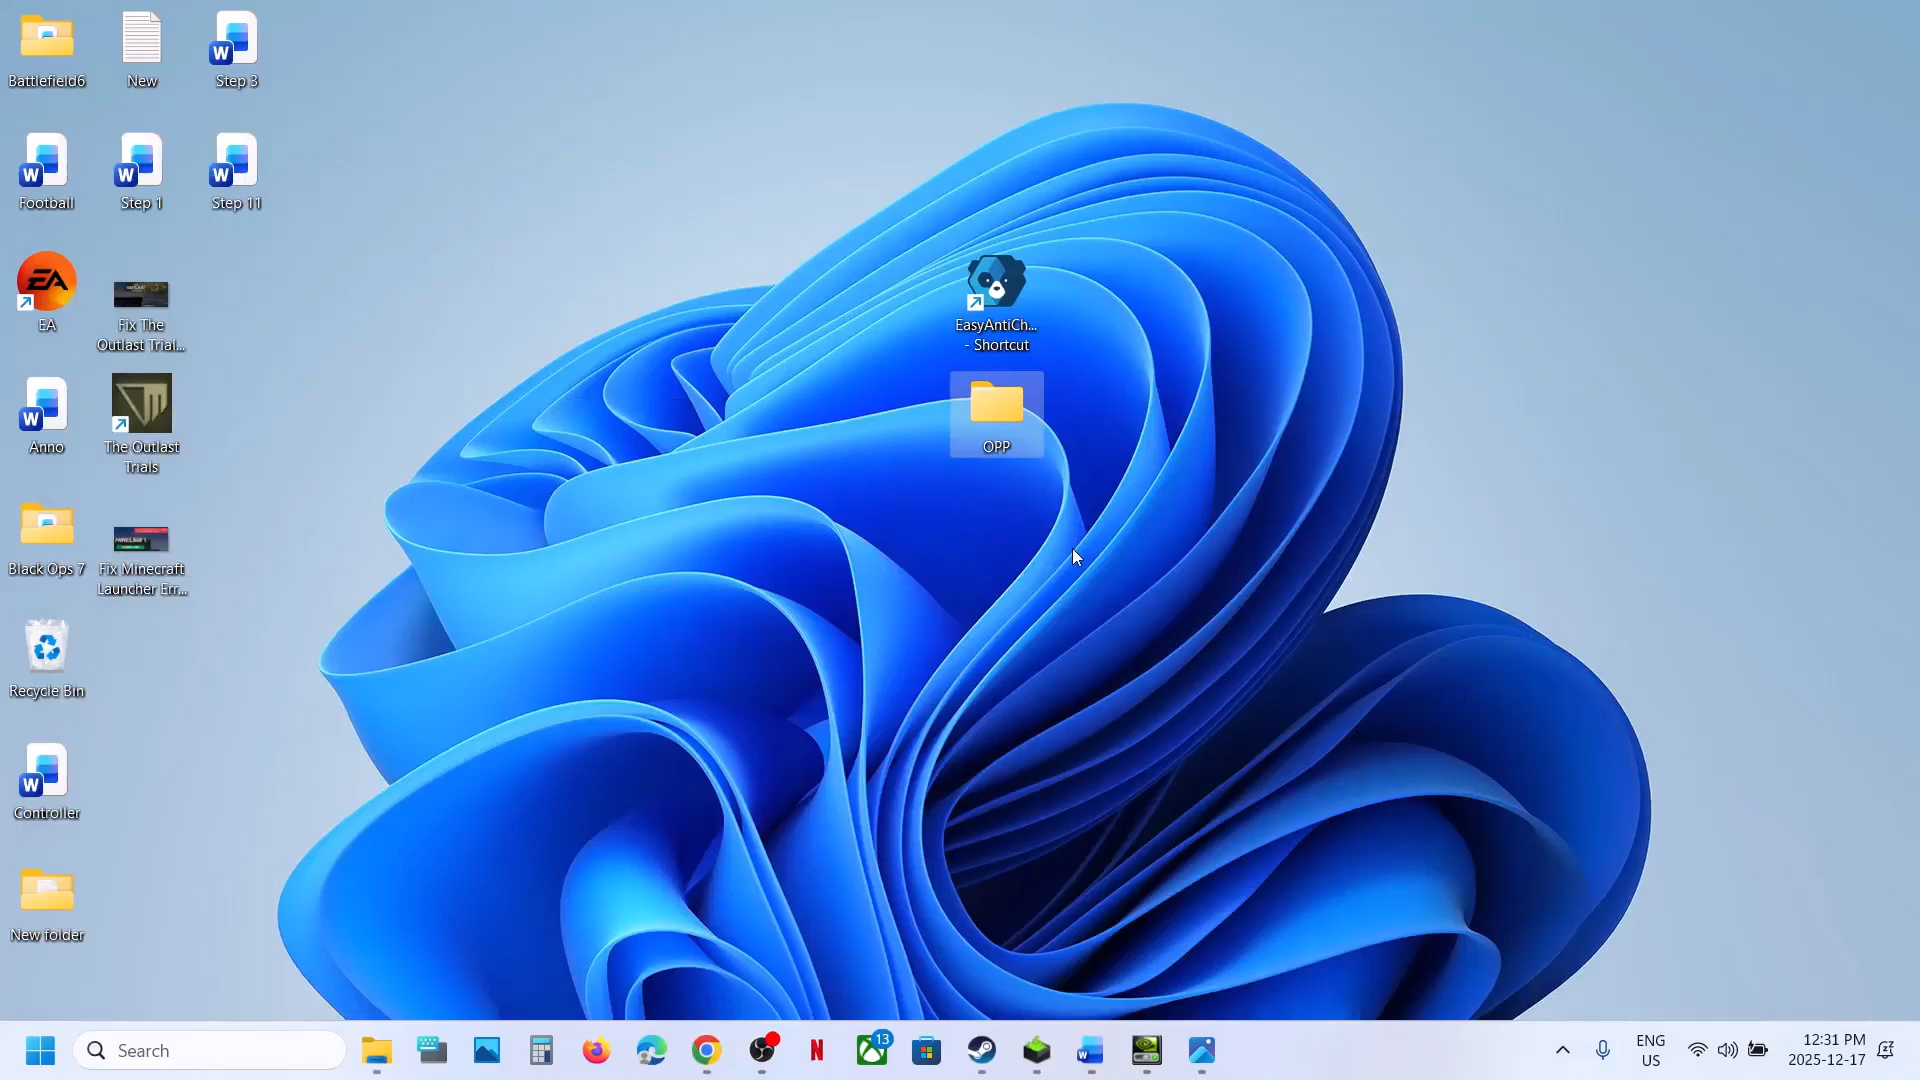 Battlefield6
New
Step 3
Football
Step 1
Step 11
EA
EA
Fix The
Outlast Trial...
EasyAntiCh...
- Shortcut
Anno
The Outlast
Trials
OPP
Black Ops 7
Fix Minecraft
Launcher Err...
Recycle Bin
Controller
New folder
Search
13
ENG
US
12:31 PM
2025-12-17